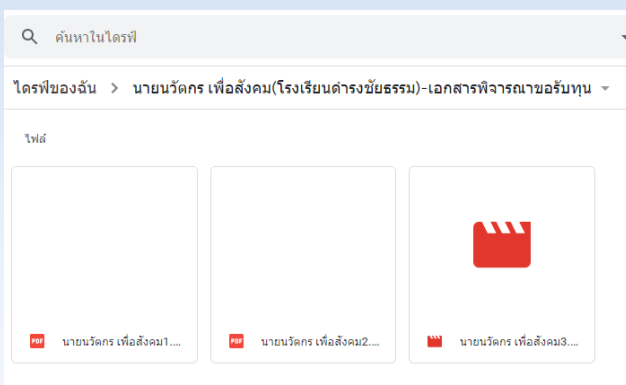 ค้นหาในไดรฟ์
ไดรฟ์ของฉัน > นายนวัตกร เพื่อสังคม(โรงเรียนดำรงชัยธรรม)-เอกสารพิจารณาขอรับทุน
ไฟล์
PDF นายนวัตกร เพื่อสังคม1....
PDF นายนวัตกร เพื่อสังคม2....
นายนวัตกร เพื่อสังคม3....